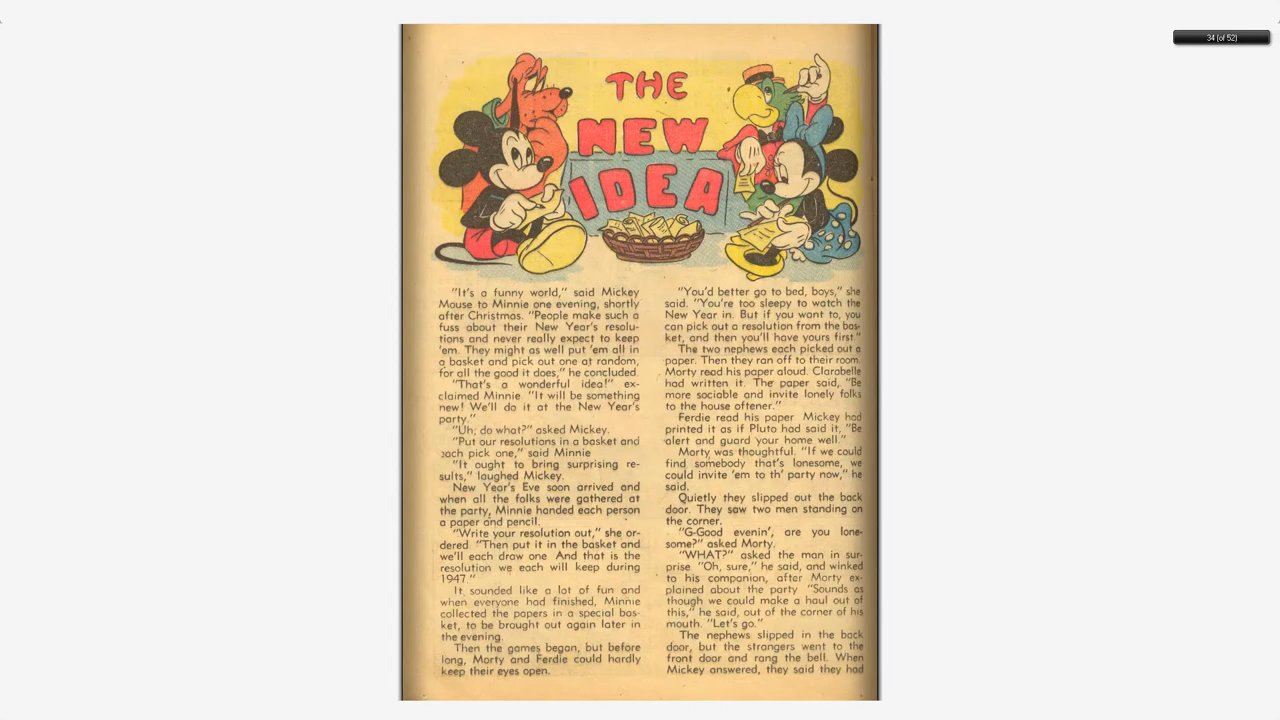 34 (of 52)
THE
NEW
IDEA
"It's a funny world," said Mickey
Mouse to Minnie one evening, shortly
after Christmas. "People make such a
fuss about their New Year's resolu-
tions and never really expect to keep
'em. They might as well put 'em all in
a basket and pick out one at random,
for all the good it does," he concluded.
"That's a wonderful idea!" ex-
claimed Minnie "It will be something
new! We'll do it at the New Year's
party."
"Uh, do what?" asked Mickey.
"Put our resolutions in a basket and
each pick one," said Minnie
"It ought to bring surprising re-
sults," laughed Mickey.
New Year's Eve soon arrived and
when all the folks were gathered at
the party, Minnie handed each person
a paper and pencil.
"Write your resolution out," she or-
dered. "Then put it in the basket and
we'll each draw one. And that is the
resolution we each will keep during
1947."
It sounded like a lot of fun and
when everyone had finished, Minnie
collected the papers in a special bas-
ket, to be brought out again later in
the evening.
Then the games began, but before
long, Morty and Ferdie could hardly
keep their eyes open.
"You'd better go to bed, boys," she
said. "You're too sleepy to watch the
New Year in. But if you want to, you
can pick out a resolution from the bas-
ket, and then you'll have yours first."
The two nephews each picked out a
paper. Then they ran off to their room.
Morty read his paper aloud. Clarabelle
had written it. The paper said, "Be
more sociable and invite lonely folks
to the house oftener."
Ferdie read his paper Mickey had
printed it as if Pluto had said it, "Be
alert and guard your home well."
Morty was thoughtful. "If we could
find somebody that's lonesome, we
could invite 'em to th' party now," he
said.
Quietly they slipped out the back
door. They saw two men standing on
the corner.
"G-Good evenin', are you lone-
some?" asked Morty.
"WHAT?" asked the man in sur-
prise "Oh, sure," he said, and winked
to his companion, after Morty ex-
plained about the party "Sounds as
though we could make a haul out of
this," he said, out of the corner of his
mouth. "Let's go."
The nephews slipped in the back
door, but the strangers went to the
front door and rang the bell. When
Mickey answered, they said they had